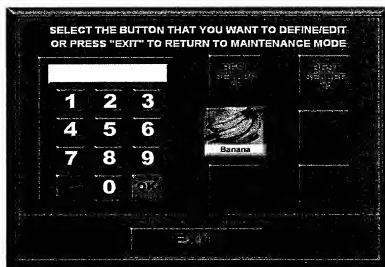 SELECT THE BUTTON THAT YOU WANT TO DEFINE/EDIT
OR PRESS "EXIT" TO RETURN TO MAINTENANCE MODE
1 2 3
4 5 6
7 8 9
0 OK
Banana
EXIT